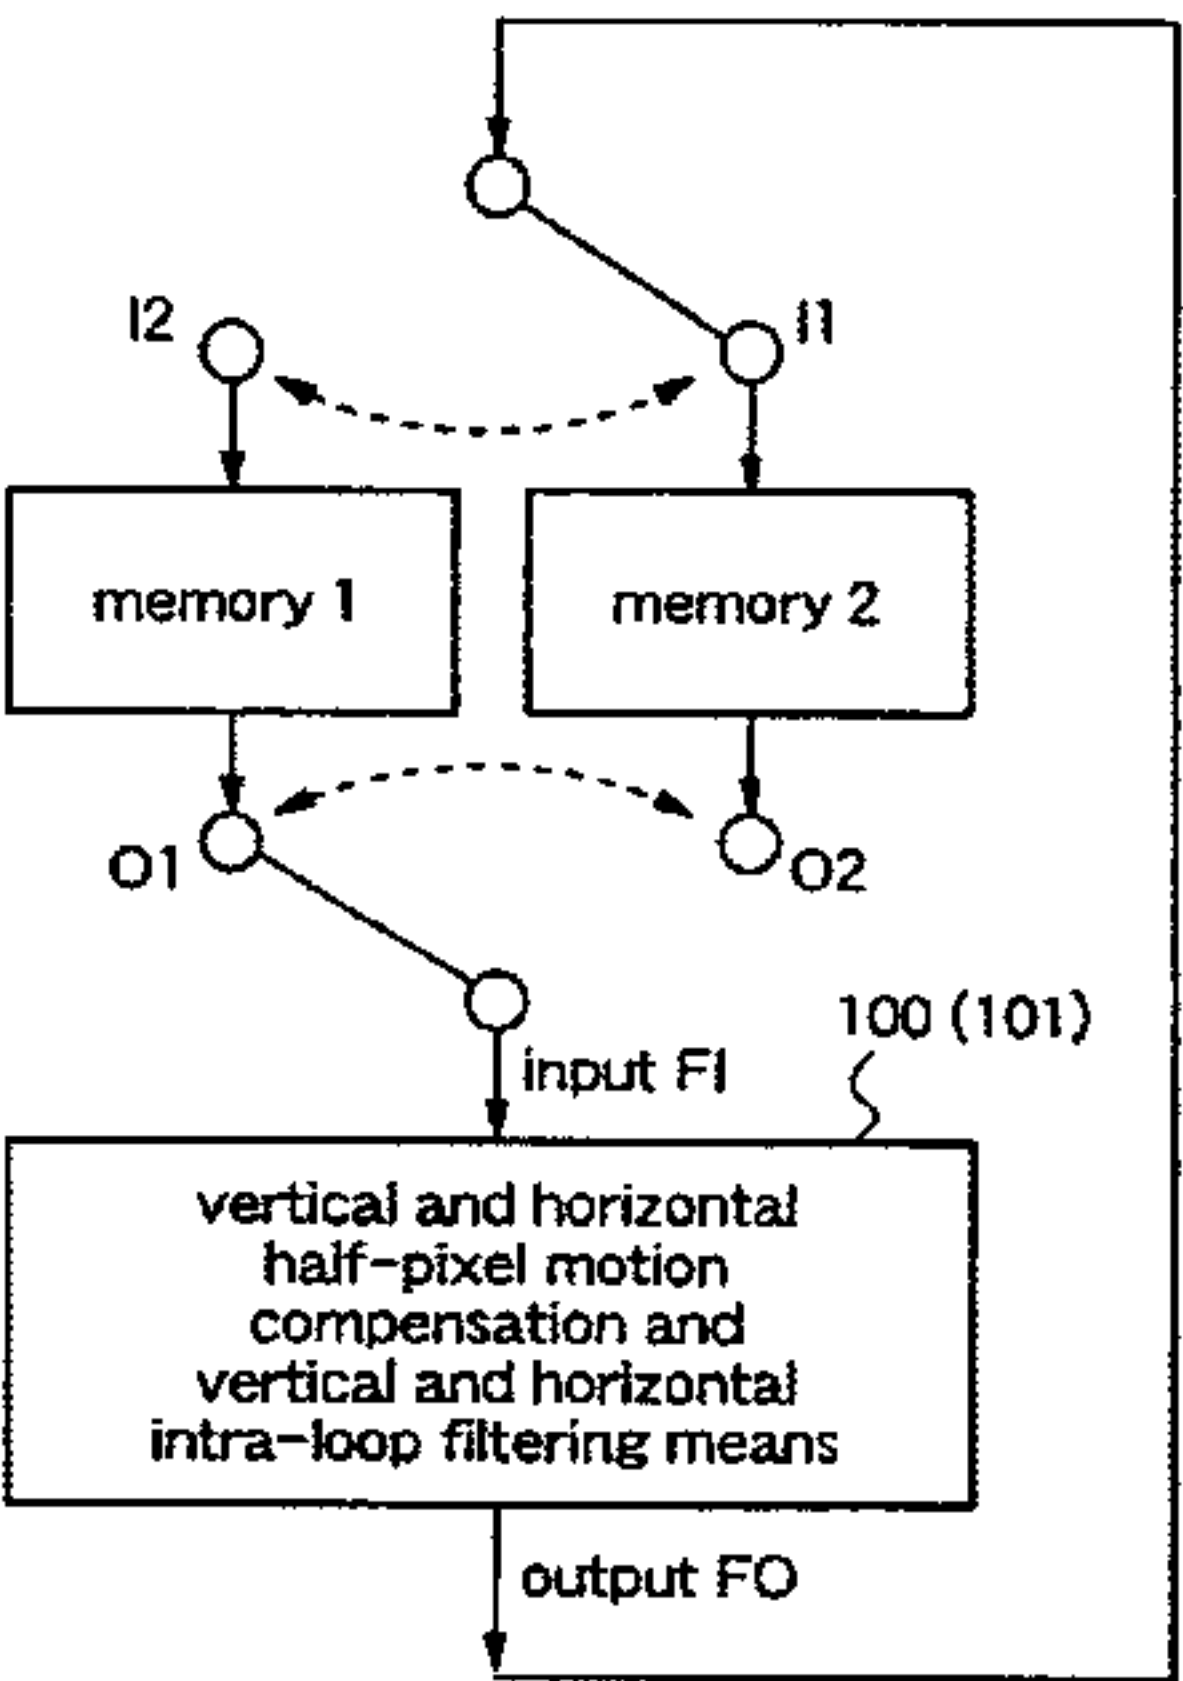 I2
I1
memory 1
memory 2
O1
O2
100 (101)
input FI
vertical and horizontal
half-pixel motion
compensation and
vertical and horizontal
intra-loop filtering means
output FO